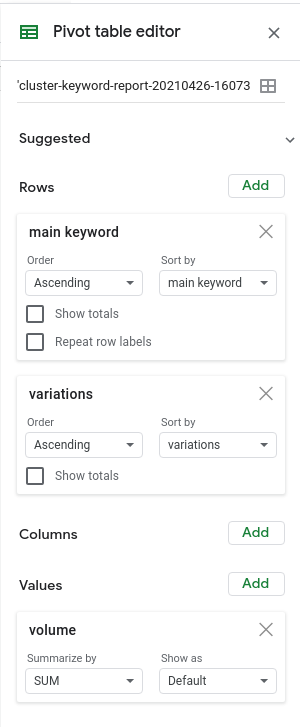 Pivot table editor
'cluster-keyword-report-20210426-16073
Suggested
Rows
Add
main keyword
Order
Sort by
Ascending
main keyword
Show totals
Repeat row labels
variations
Order
Sort by
Ascending
variations
Show totals
Columns
Add
Values
Add
volume
Summarize by
Show as
SUM
Default